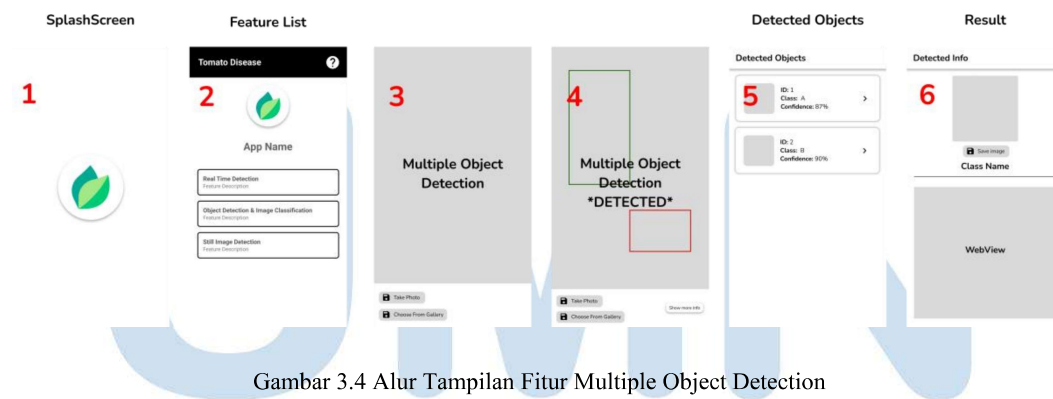 SplashScreen
1
Feature List
Tomato Disease
?
2
App Name
Real Time Detection
Feature Description
Object Detection & Image Classification
Feature Description
Still Image Detection
Feature Description
3
Multiple Object
Detection
Take Photo
Choose From Gallery
4
Multiple Object
Detection
*DETECTED*
Take Photo
Choose From Gallery
Show more info
Detected Objects
Detected Objects
5
ID: 1
Class: A
Confidence: 87%
>
ID: 2
Class: B
Confidence: 90%
>
Result
Detected Info
6
Save Image
Class Name
WebView
UMN
Gambar 3.4 Alur Tampilan Fitur Multiple Object Detection